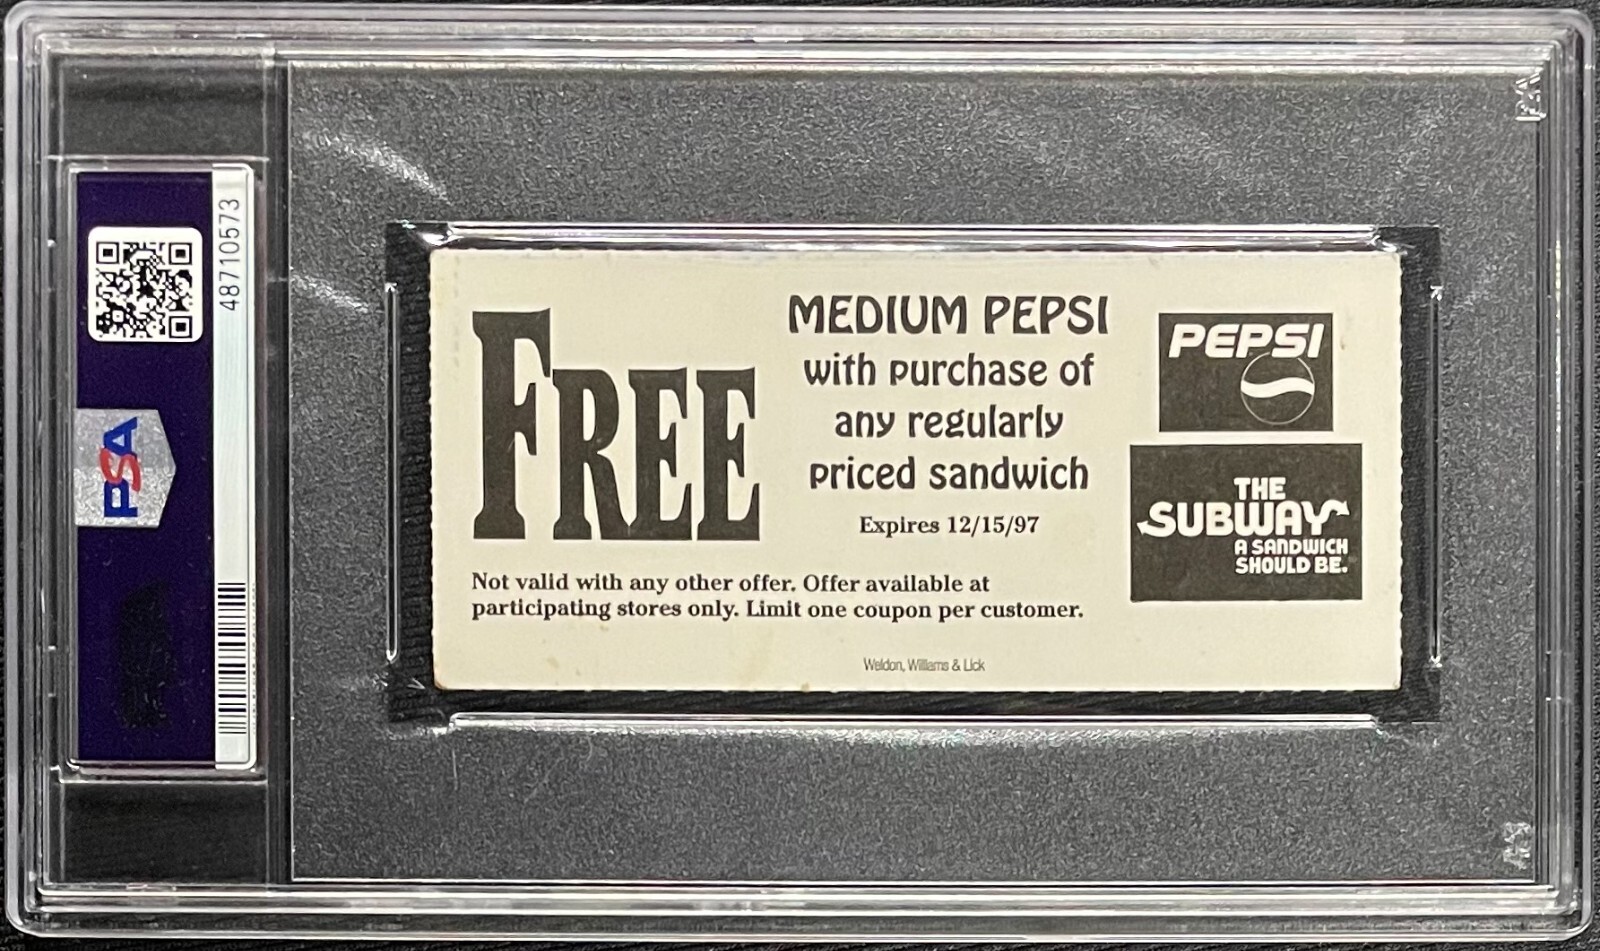 48710573
PSA
FREE
MEDIUM PEPSI
with purchase of
any regularly
priced sandwich
Expires 12/15/97
Not valid with any other offer. Offer available at
participating stores only. Limit one coupon per customer.
Weldon, Williams & Lick
PEPSI
THE
SUBWAY
A SANDWICH
SHOULD BE.